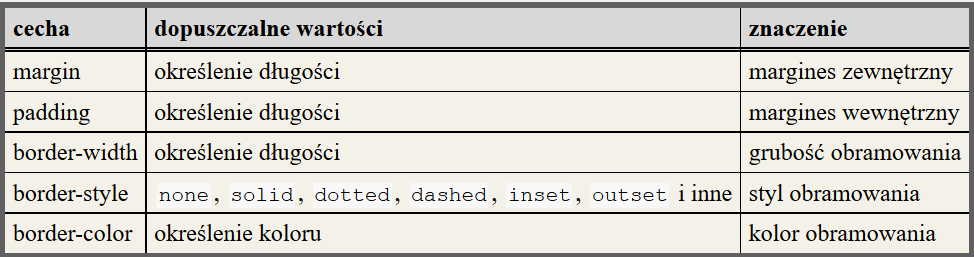 cecha dopuszczalne wartości znaczenie
margin określenie długości margines zewnętrzny
padding określenie długości margines wewnętrzny
border-width określenie długości grubość obramowania
border-style none, solid, dotted, dashed, inset, outset i inne styl obramowania
border-color określenie koloru kolor obramowania